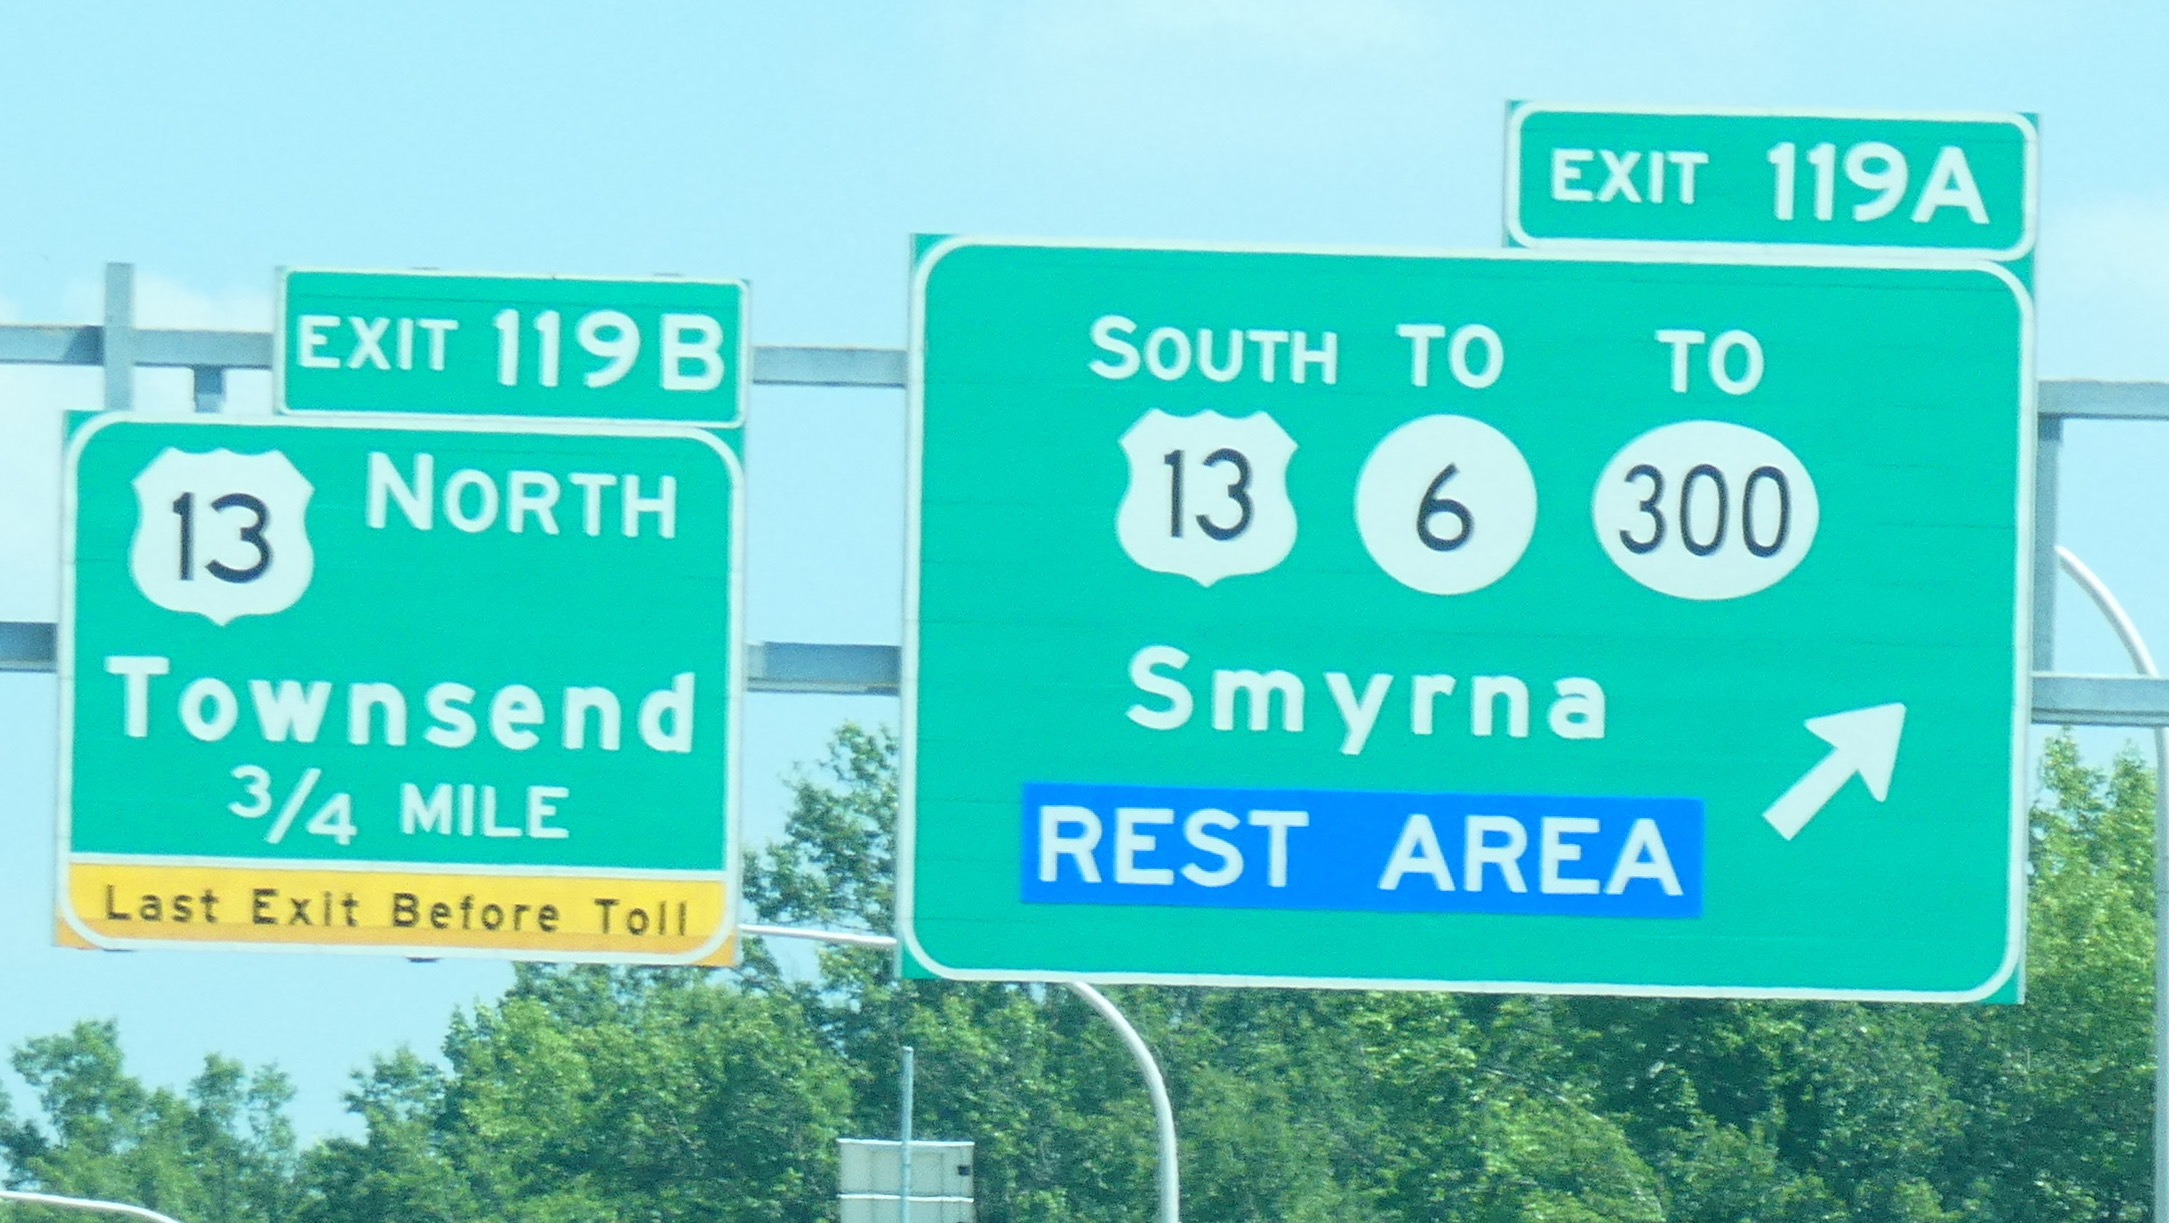 EXIT 119B
13 NORTH
Townsend
3/4 MILE
Last Exit Before Toll
EXIT 119A
SOUTH TO TO
13 6 300
Smyrna
REST AREA